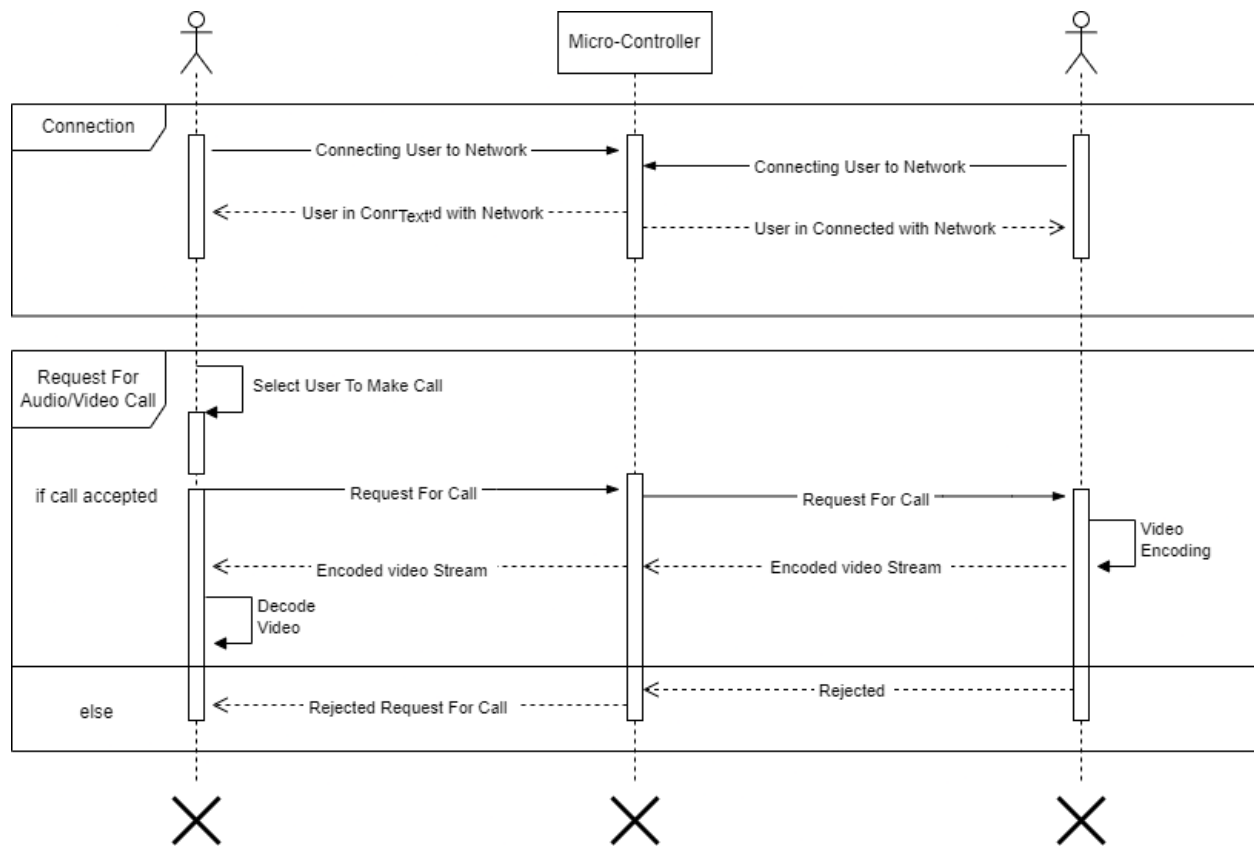 Micro-Controller
Connection
Connecting User to Network
Connecting User to Network
User in Conr Text d with Network
User in Connected with Network
Request For
Audio/Video Call
Select User To Make Call
if call accepted
Request For Call
Request For Call
Video
Encoding
Encoded video Stream
Encoded video Stream
Decode
Video
Rejected
Rejected Request For Call
else